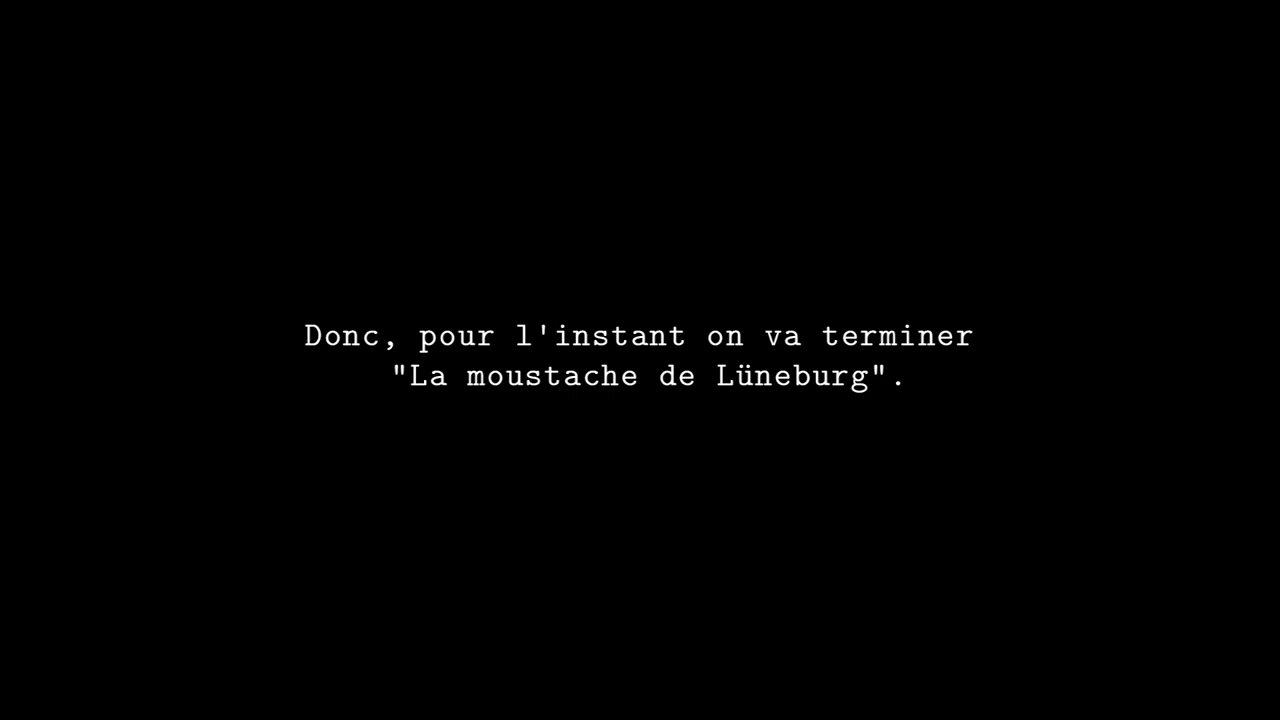 Donc, pour l'instant on va terminer
"La moustache de Lüneburg".